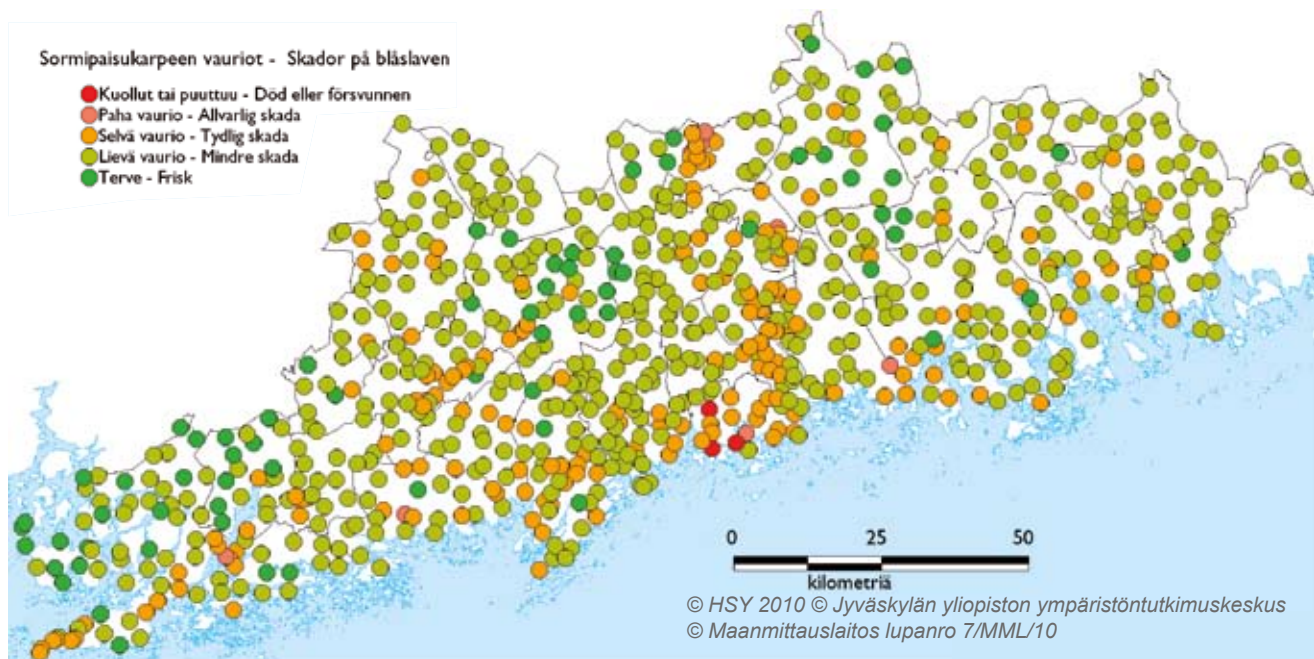 Sormipaisukarpeen vauriot - Skador på blåslaven
Kuollut tai puuttuu - Död eller försvunnen
Paha vaurio - Allvarlig skada
Selvä vaurio - Tydlig skada
Lievä vaurio - Mindre skada
Terve - Frisk
0 25 50
kilometriä
© HSY 2010 © Jyväskylän yliopiston ympäristöntutkimuskeskus
© Maanmittauslaitos lupanro 7/MML/10